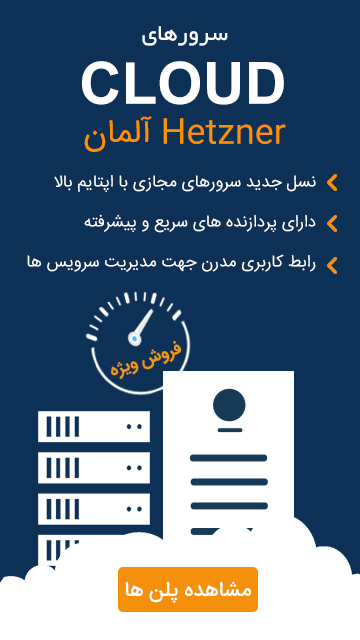 سرورهای
CLOUD
Hetzner آلمان
نسل جدید سرورهای مجازی با اپتایم بالا
دارای پردازنده های سریع و پیشرفته
رابط کاربری مدرن جهت مدیریت سرویس ها
فروش ویژه
مشاهده پلن ها